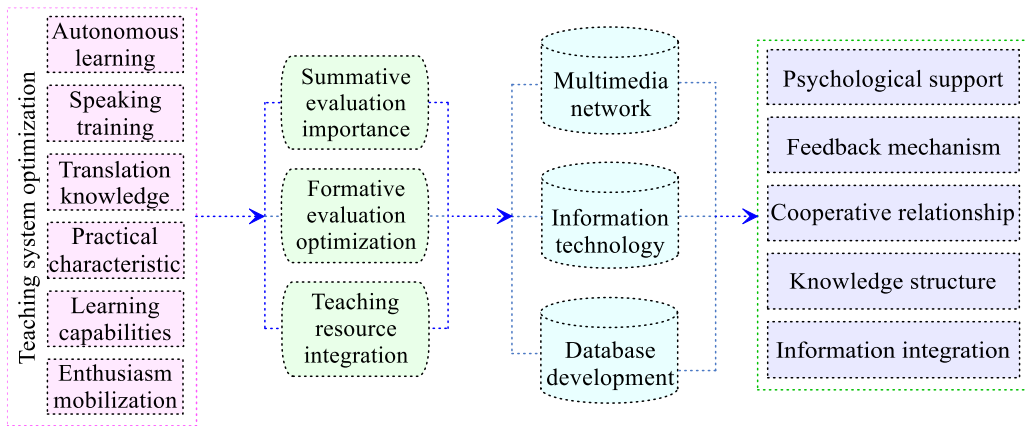 Teaching system optimization
Autonomous
learning
Speaking
training
Translation
knowledge
Practical
characteristic
Learning
capabilities
Enthusiasm
mobilization
Summative
evaluation
importance
Formative
evaluation
optimization
Teaching
resource
integration
Multimedia
network
Information
technology
Database
development
Psychological support
Feedback mechanism
Cooperative relationship
Knowledge structure
Information integration